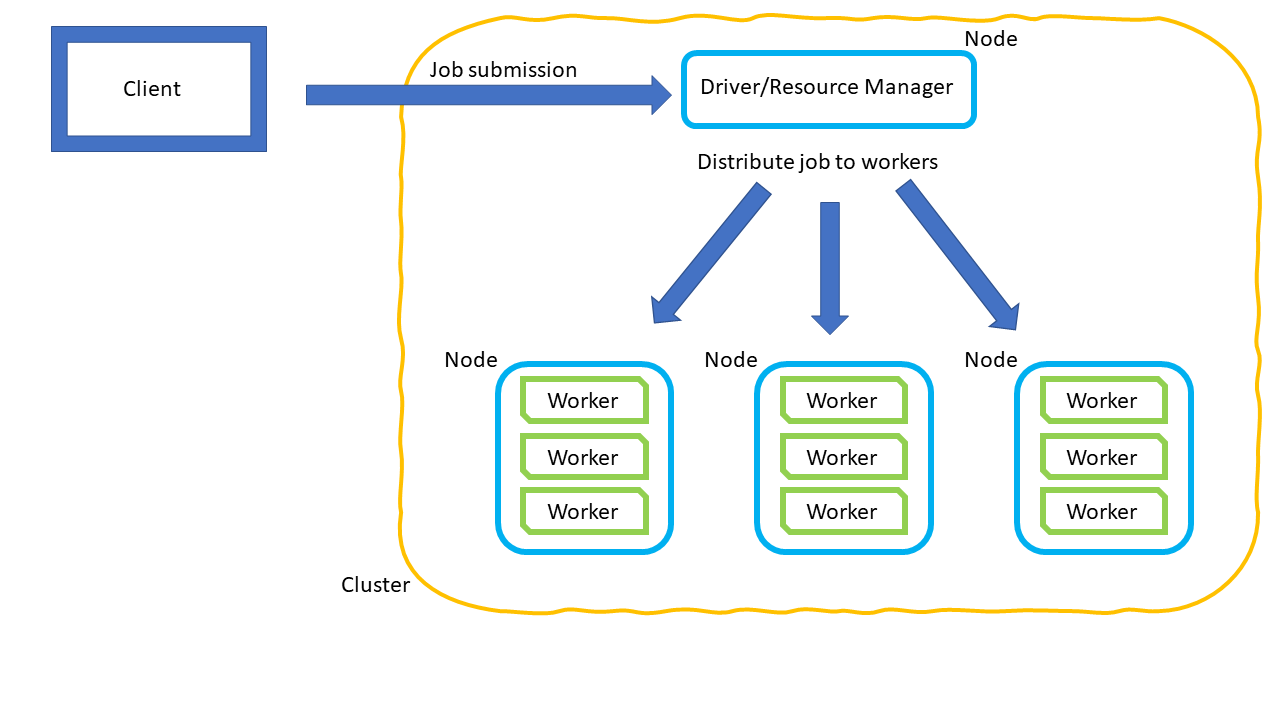 Node
Job submission
Client
Driver/Resource Manager
Distribute job to workers
Node
Node
Node
Worker
Worker
Worker
Worker
Worker
Worker
Worker
Worker
Worker
Cluster